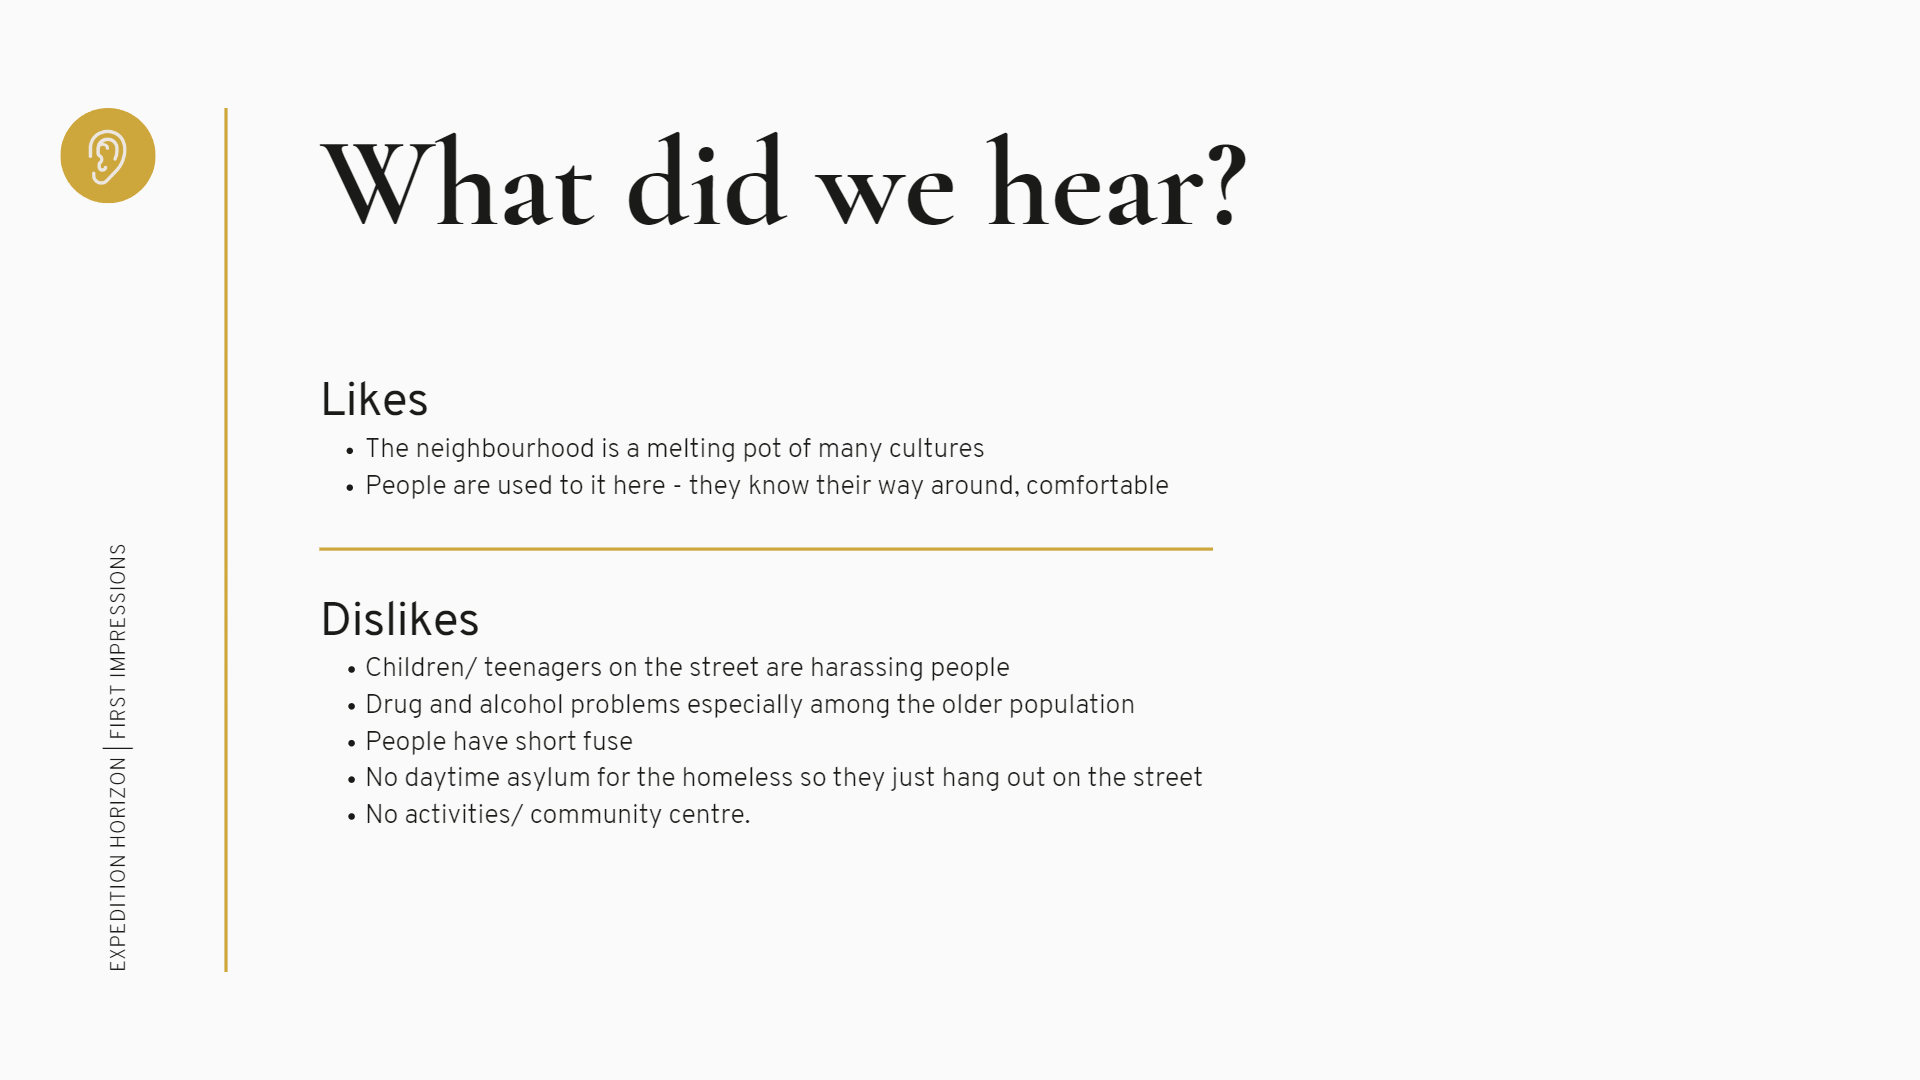 What did we hear?
Likes
• The neighbourhood is a melting pot of many cultures
• People are used to it here - they know their way around, comfortable
Dislikes
• Children/ teenagers on the street are harassing people
• Drug and alcohol problems especially among the older population
• People have short fuse
• No daytime asylum for the homeless so they just hang out on the street
• No activities/ community centre.
EXPEDITION HORIZON | FIRST IMPRESSIONS